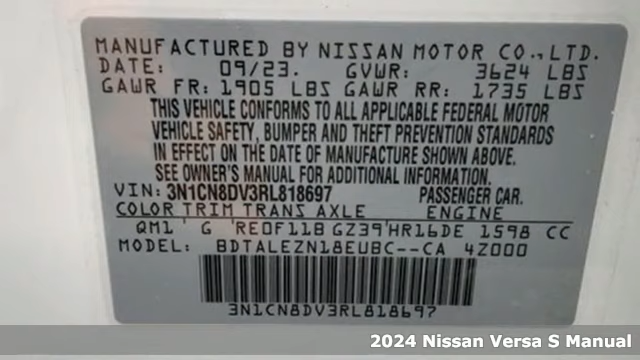 MANUFACTURED BY NISSAN MOTOR CO.,LTD.
DATE: 09/23. GVWR: 3624 LBS
GAWR FR: 1905 LBS GAWR RR: 1735 LBS
THIS VEHICLE CONFORMS TO ALL APPLICABLE FEDERAL MOTOR
VEHICLE SAFETY, BUMPER AND THEFT PREVENTION STANDARDS
IN EFFECT ON THE DATE OF MANUFACTURE SHOWN ABOVE.
SEE OWNER'S MANUAL FOR ADDITIONAL INFORMATION.
VIN: 3N1CN8DV3RL818697 PASSENGER CAR.
COLOR TRIM TRANS AXLE ENGINE
QM1 ' G 'RE0F11B GZ39'HR16DE 1598 CC
MODEL: BDTALEZN18EUBC--CA 4Z000
3N1CN8DV3RL818697
2024 Nissan Versa S Manual